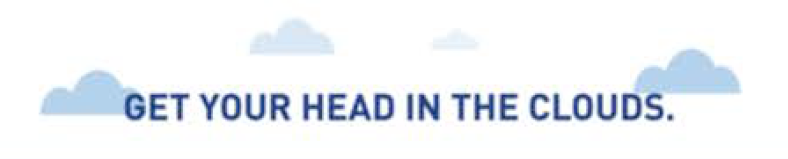 GET YOUR HEAD IN THE CLOUDS.